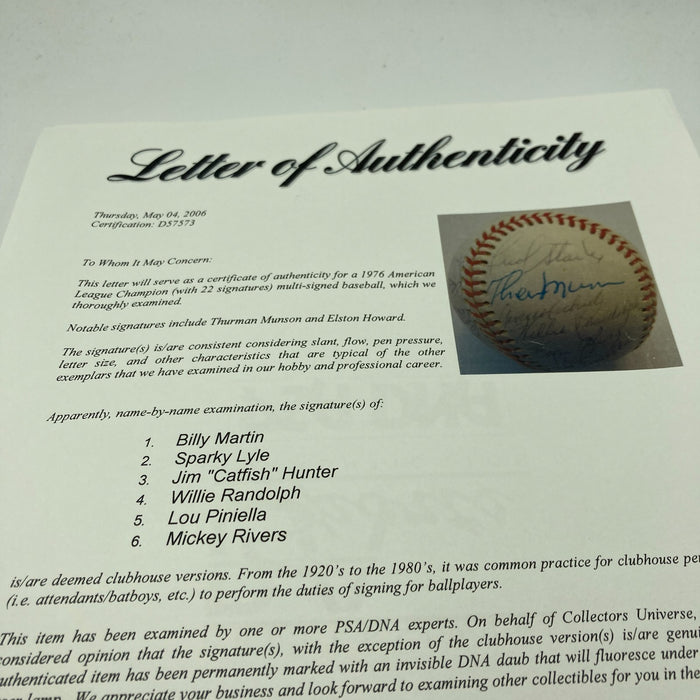 Letter of Authenticity
Thursday, May 04, 2006
Certification: D57573
To Whom It May Concern:
This letter will serve as a certificate of authenticity for a 1976 American
League Champion (with 22 signatures) multi-signed baseball, which we
thoroughly examined.
Notable signatures include Thurman Munson and Elston Howard.
The signature(s) is/are consistent considering slant, flow, pen pressure,
letter size, and other characteristics that are typical of the other
exemplars that we have examined in our hobby and professional career.
Apparently, name-by-name examination, the signature(s) of:
1. Billy Martin
2. Sparky Lyle
3. Jim "Catfish" Hunter
4. Willie Randolph
5. Lou Piniella
6. Mickey Rivers
is/are deemed clubhouse versions. From the 1920's to the 1980's, it was common practice for clubhouse pe
(i.e. attendants/batboys, etc.) to perform the duties of signing for ballplayers.
This item has been examined by one or more PSA/DNA experts. On behalf of Collectors Universe,
onsidered opinion that the signature(s), with the exception of the clubhouse version(s) is/are genui
uthenticated item has been permanently marked with an invisible DNA daub that will fluoresce under
lamp. We appreciate your business and look forward to examining other collectibles for you in the